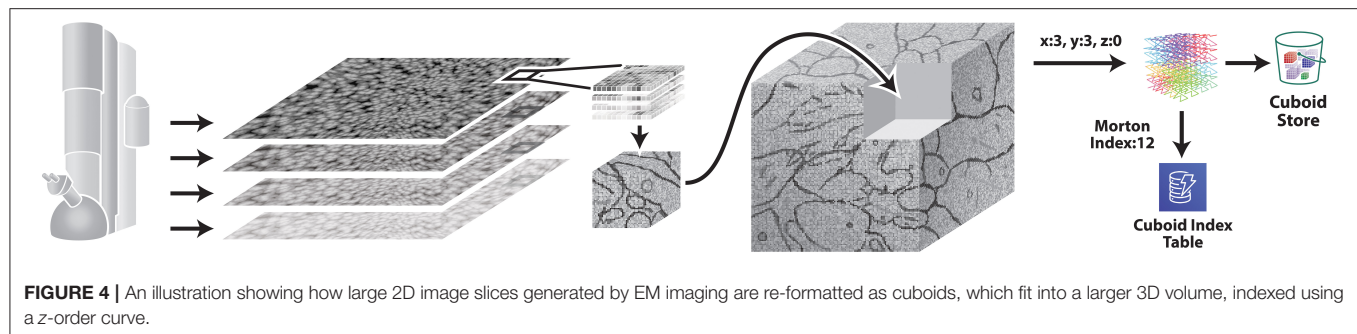 x:3, y:3, z:0
Cuboid
Store
Morton
Index:12
Cuboid Index
Table
FIGURE 4 | An illustration showing how large 2D image slices generated by EM imaging are re-formatted as cuboids, which fit into a larger 3D volume, indexed using
a z-order curve.